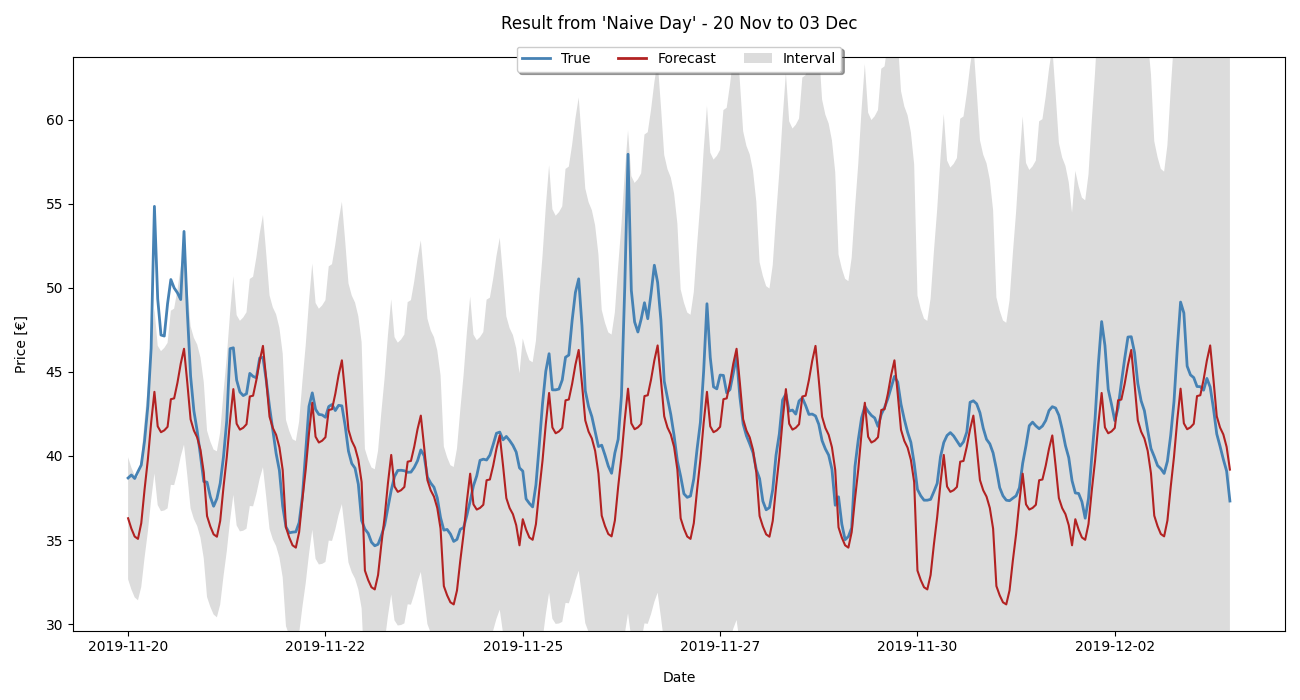 Result from 'Naive Day' - 20 Nov to 03 Dec
True Forecast Interval
Price [€]
60
55
50
45
40
35
30
2019-11-20 2019-11-22 2019-11-25 2019-11-27 2019-11-30 2019-12-02
Date